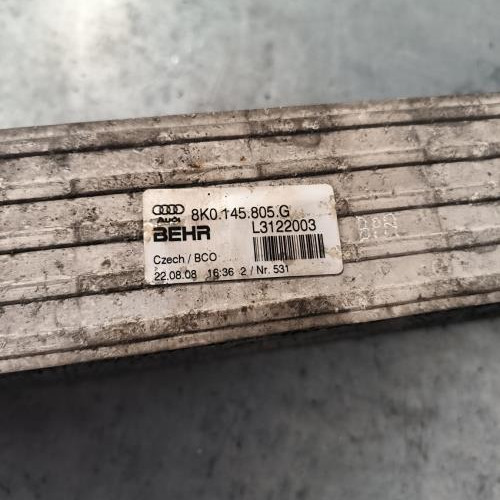 8K0.145.805.G
Audi
BEHR L3122003
Czech / BCO
22.08.08 16:36 2 / Nr. 531